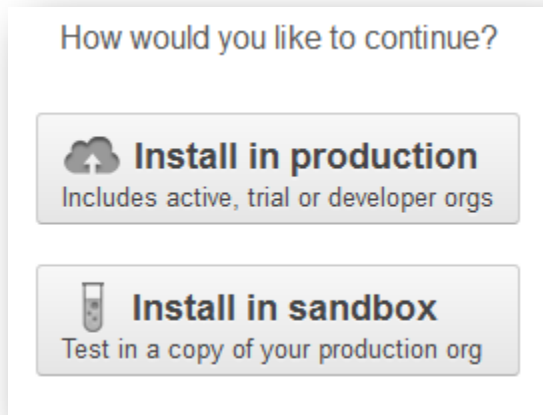 How would you like to continue?
Install in production
Includes active, trial or developer orgs
Install in sandbox
Test in a copy of your production org